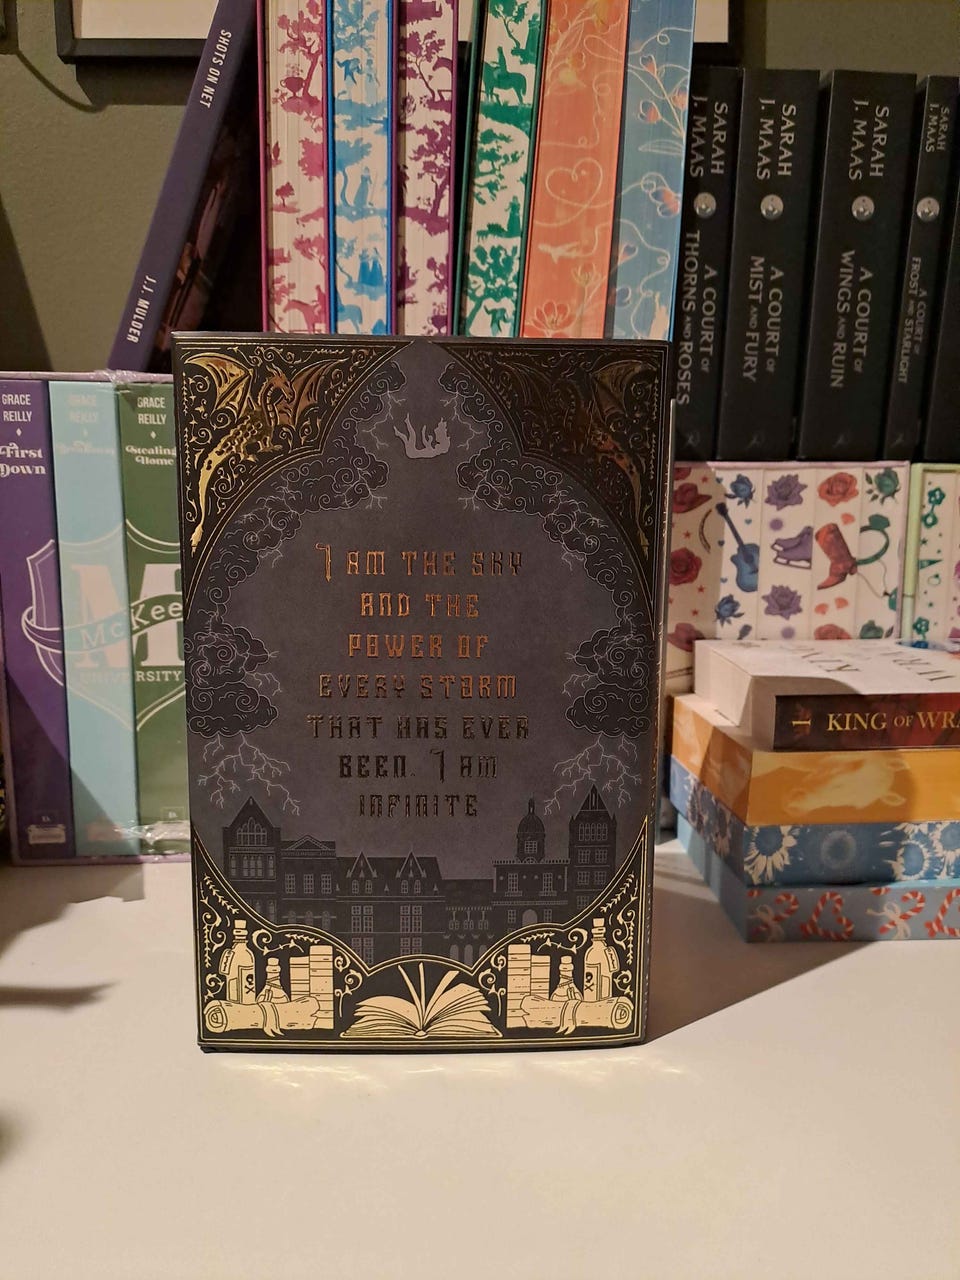 SHOTS ON NET
J.J. MULDER
SARAH
J. MAAS
A COURT OF
THORNS AND ROSES
SARAH
J. MAAS
A COURT OF
MIST AND FURY
SARAH
J. MAAS
A COURT OF
WINGS AND RUIN
SARAH
J. MAAS
A COURT OF
FROST AND STARLIGHT
GRACE
REILLY
First
Down
GRACE
REILLY
GRACE
REILLY
Stealing
Home
M
McKee
UNIVERSITY
I AM THE SKY
AND THE
POWER OF
EVERY STORM
THAT HAS EVER
BEEN. I AM
INFINITE
1 KING OF WRA